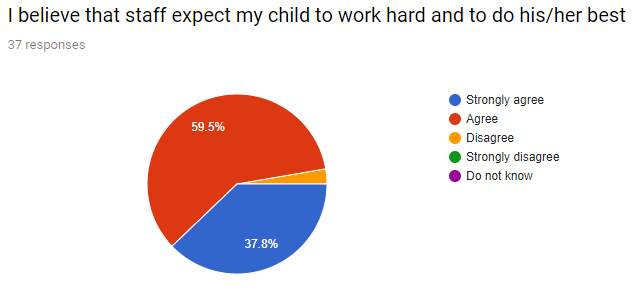 I believe that staff expect my child to work hard and to do his/her best
37 responses
59.5%
37.8%
Strongly agree
Agree
Disagree
Strongly disagree
Do not know